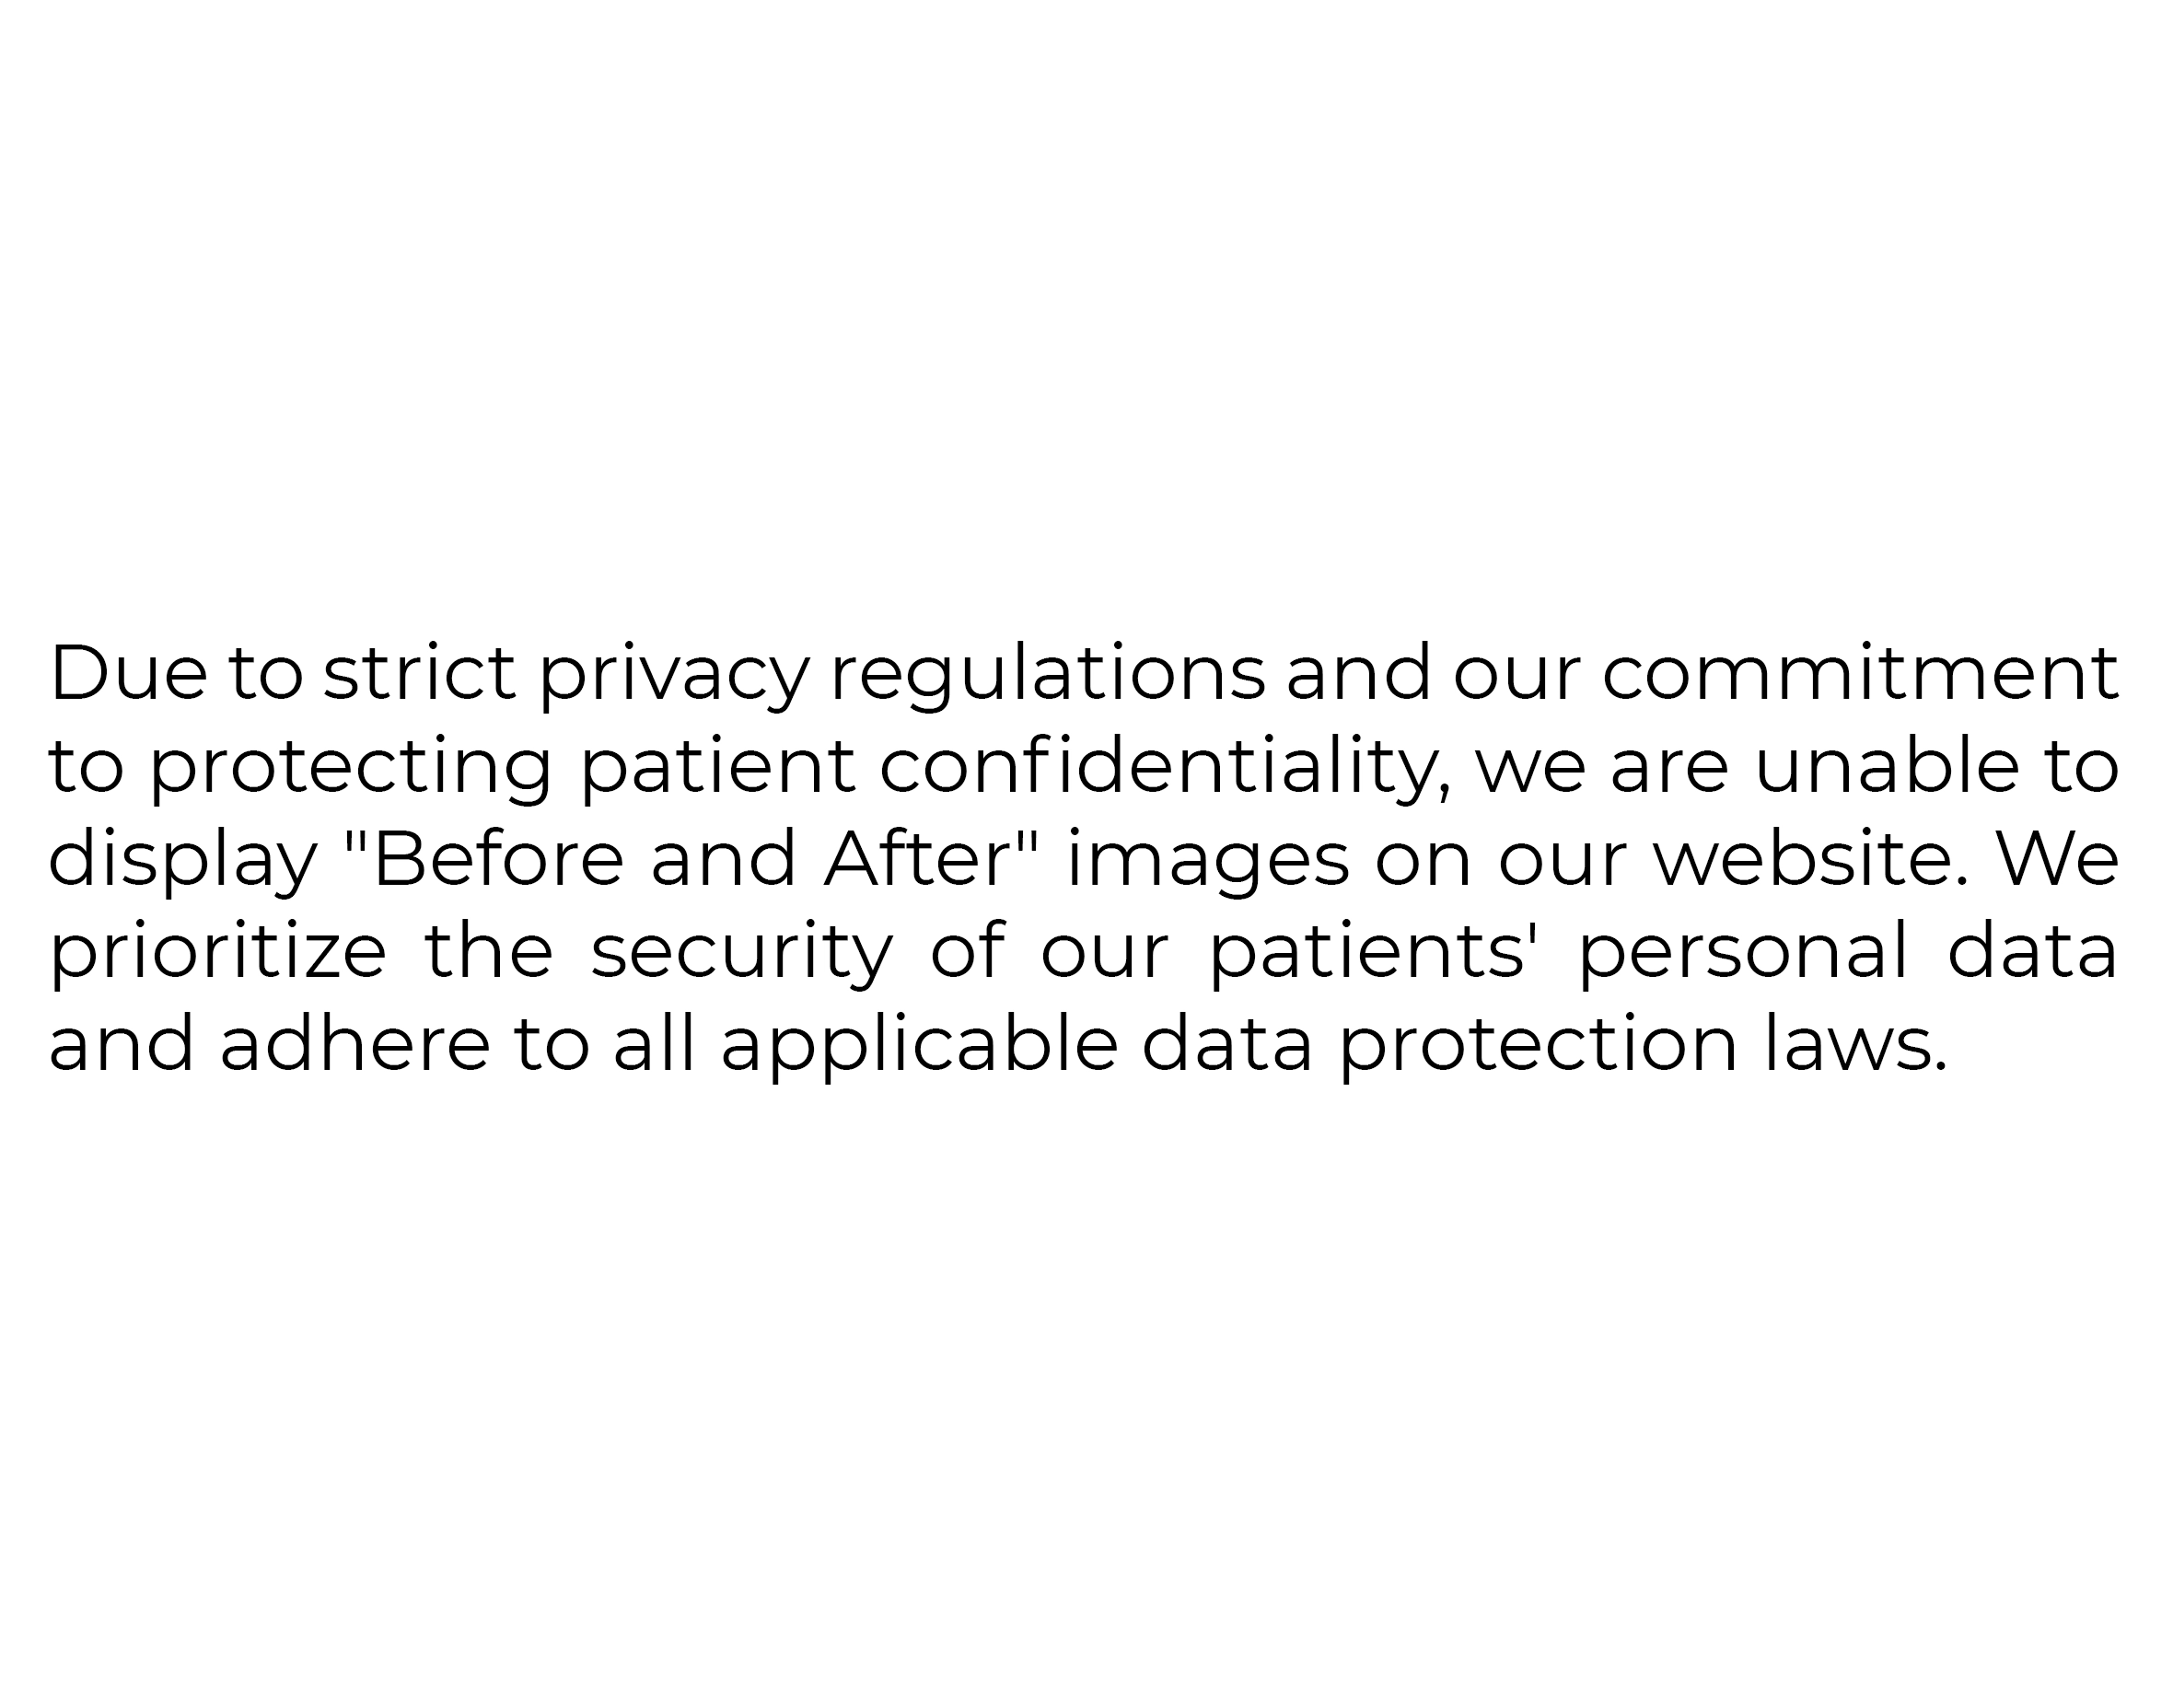 Due to strict privacy regulations and our commitment
to protecting patient confidentiality, we are unable to
display "Before and After" images on our website. We
prioritize the security of our patients' personal data
and adhere to all applicable data protection laws.